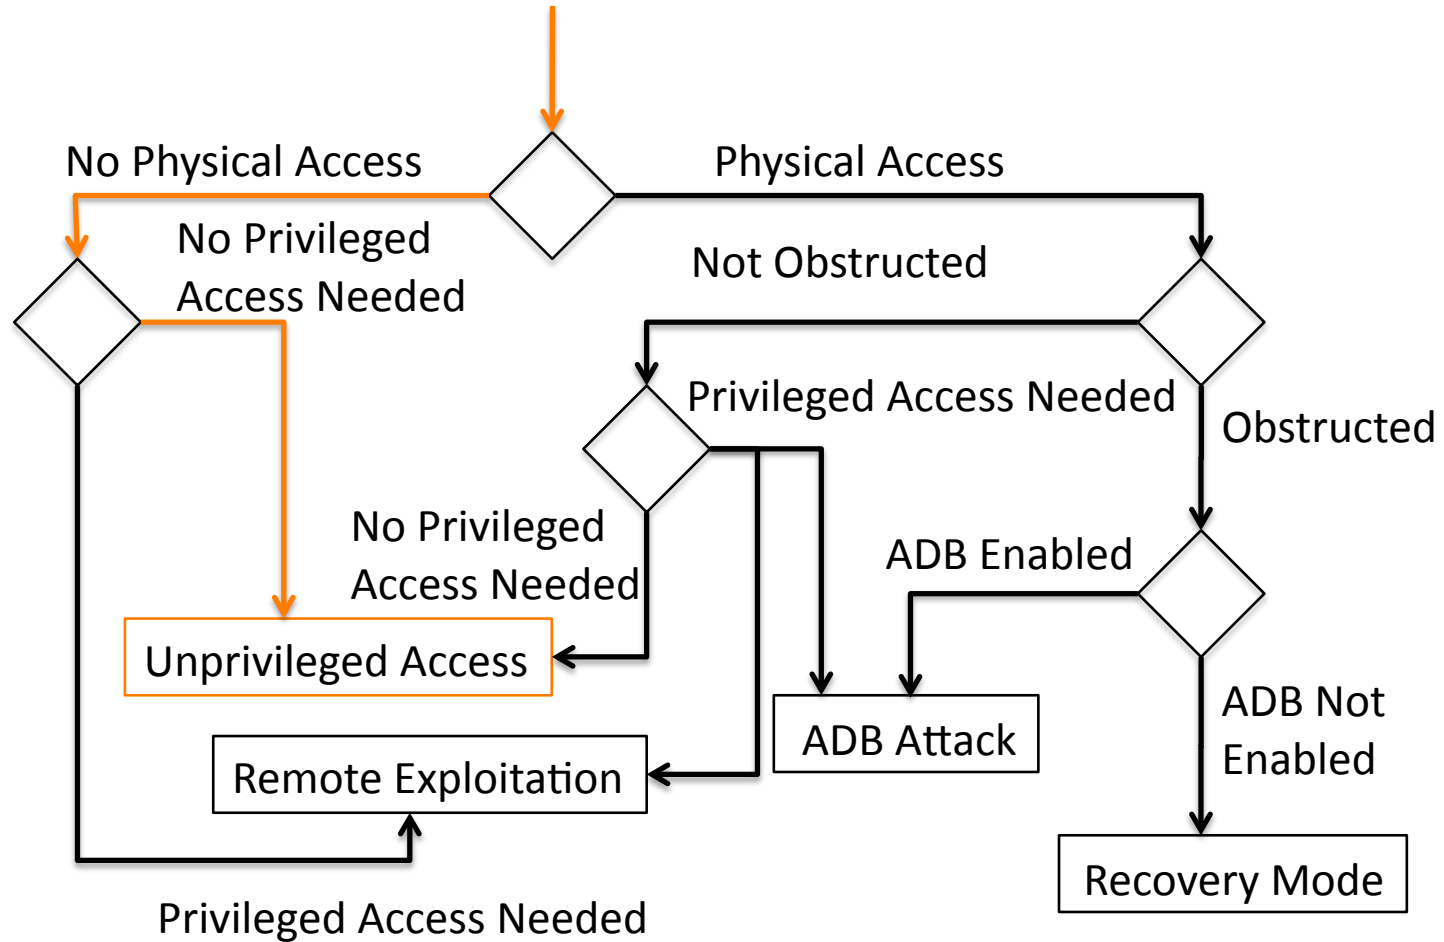 No Physical Access
Physical Access
No Privileged
Access Needed
Not Obstructed
Privileged Access Needed
Obstructed
No Privileged
Access Needed
ADB Enabled
Unprivileged Access
ADB Attack
ADB Not
Enabled
Remote Exploitation
Recovery Mode
Privileged Access Needed